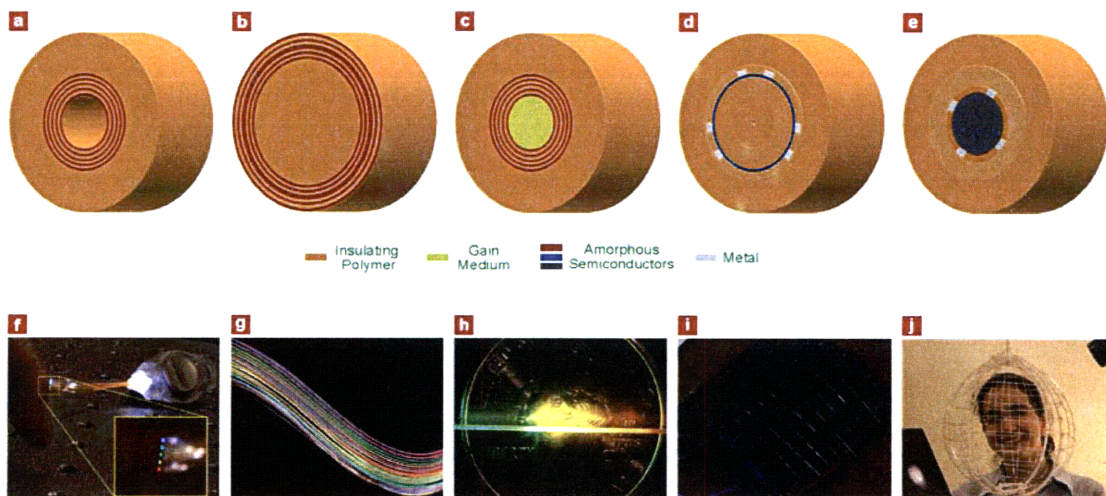 a b c d e
Insulating Polymer
Gain Medium
Amorphous Semiconductors
Metal
f g h i j